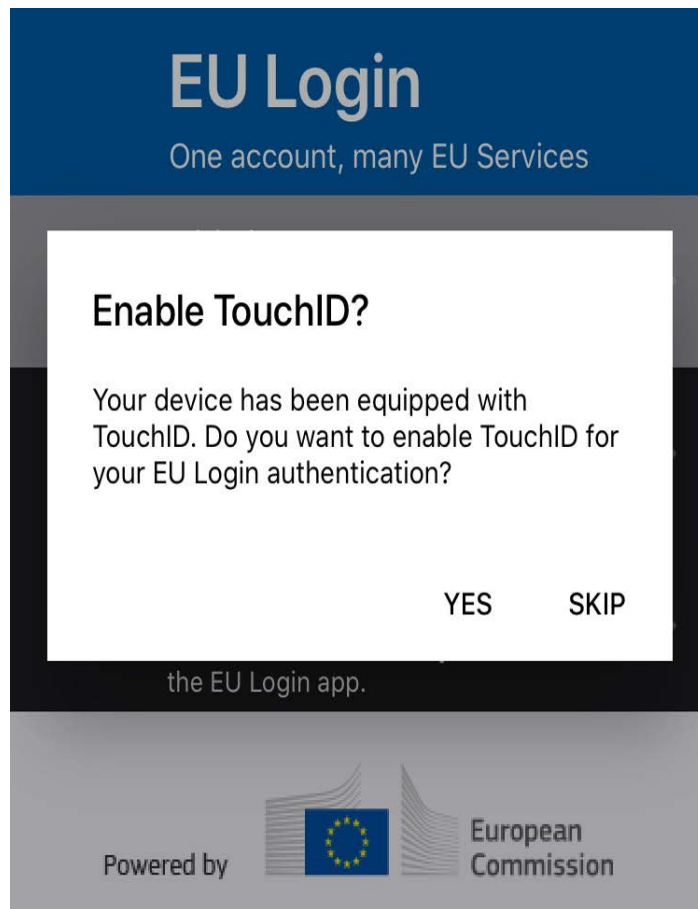 EU Login
One account, many EU Services
Enable TouchID?
Your device has been equipped with
TouchID. Do you want to enable TouchID for
your EU Login authentication?
YES SKIP
the EU Login app.
Powered by
European
Commission